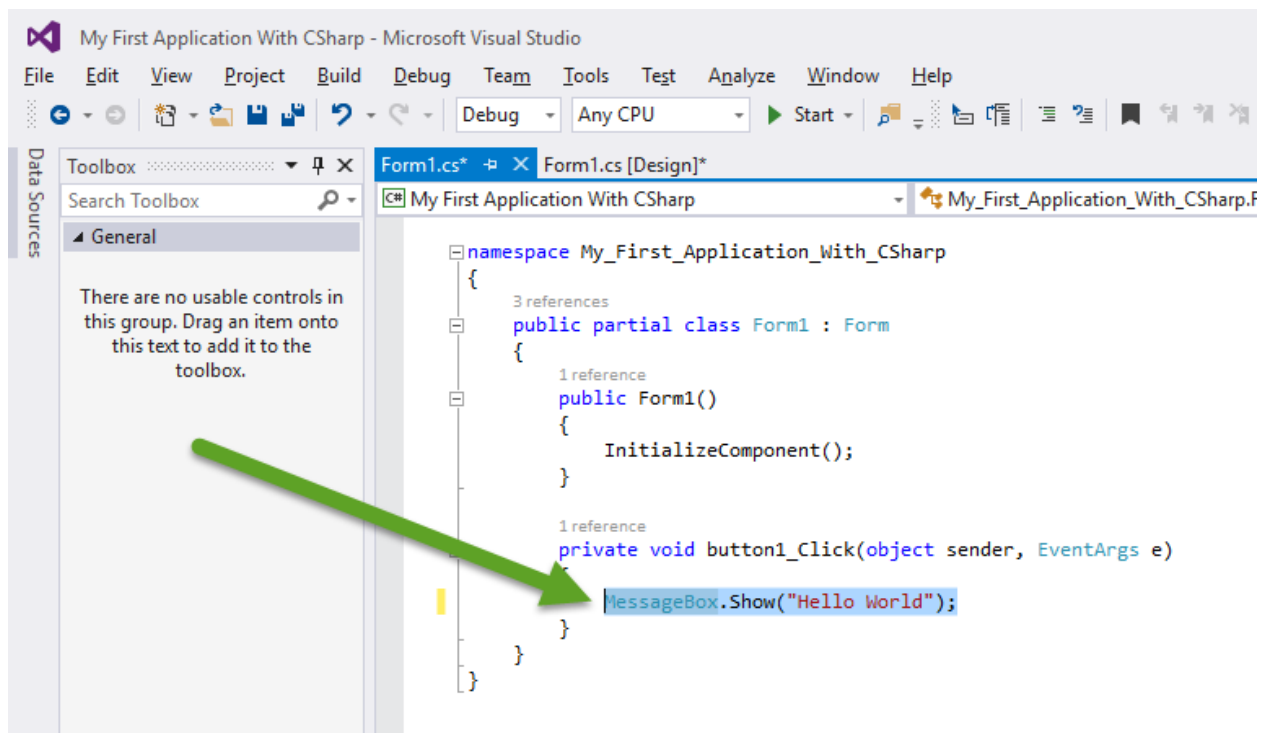 My First Application With CSharp - Microsoft Visual Studio
File Edit View Project Build Debug Team Tools Test Analyze Window Help
Debug Any CPU Start
Data Sources
Toolbox
Search Toolbox
General
There are no usable controls in
this group. Drag an item onto
this text to add it to the
toolbox.
Form1.cs* Form1.cs [Design]*
C# My First Application With CSharp My_First_Application_With_CSharp.F
namespace My_First_Application_With_CSharp
{
3 references
public partial class Form1 : Form
{
1 reference
public Form1()
{
InitializeComponent();
}
1 reference
private void button1_Click(object sender, EventArgs e)
{
MessageBox.Show("Hello World");
}
}
}